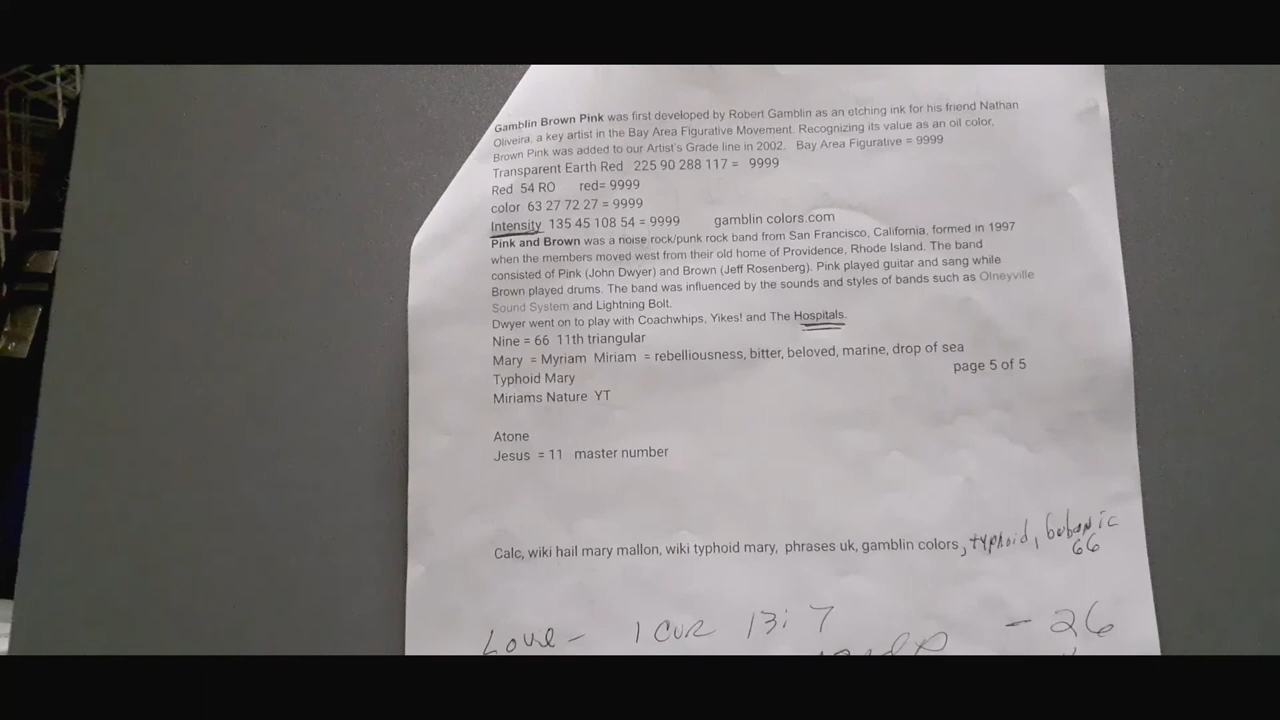 Gamblin Brown Pink was first developed by Robert Gamblin as an etching ink for his friend Nathan
Oliveira, a key artist in the Bay Area Figurative Movement. Recognizing its value as an oil color,
Brown Pink was added to our Artist's Grade line in 2002. Bay Area Figurative = 9999
Transparent Earth Red 225 90 288 117 = 9999
Red 54 RO red= 9999
color 63 27 72 27 = 9999
Intensity 135 45 108 54 = 9999 gamblin colors.com
Pink and Brown was a noise rock/punk rock band from San Francisco, California, formed in 1997
when the members moved west from their old home of Providence, Rhode Island. The band
consisted of Pink (John Dwyer) and Brown (Jeff Rosenberg). Pink played guitar and sang while
Brown played drums. The band was influenced by the sounds and styles of bands such as Olneyville
Sound System and Lightning Bolt.
Dwyer went on to play with Coachwhips, Yikes! and The Hospitals.
Nine = 66 11th triangular
Mary = Myriam Miriam = rebelliousness, bitter, beloved, marine, drop of sea
Typhoid Mary
page 5 of 5
Miriams Nature YT
Atone
Jesus = 11 master number
Calc, wiki hail mary mallon, wiki typhoid mary, phrases uk, gamblin colors, typhoid, bubonic
66
Love - 1 COR 13:7 - 26